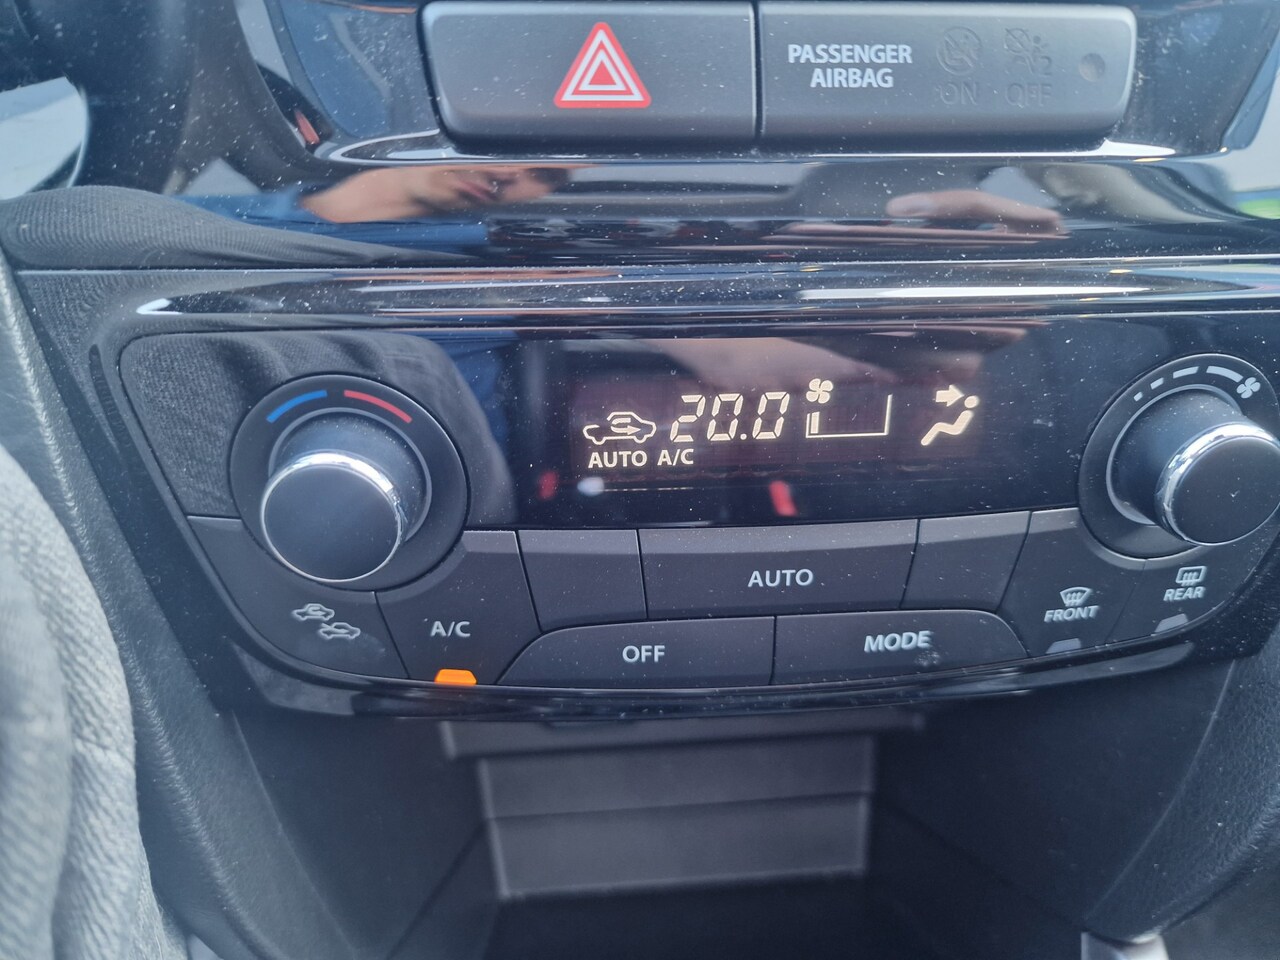 PASSENGER
AIRBAG
ON OFF
20.0
AUTO A/C
AUTO
A/C
OFF
MODE
FRONT
REAR